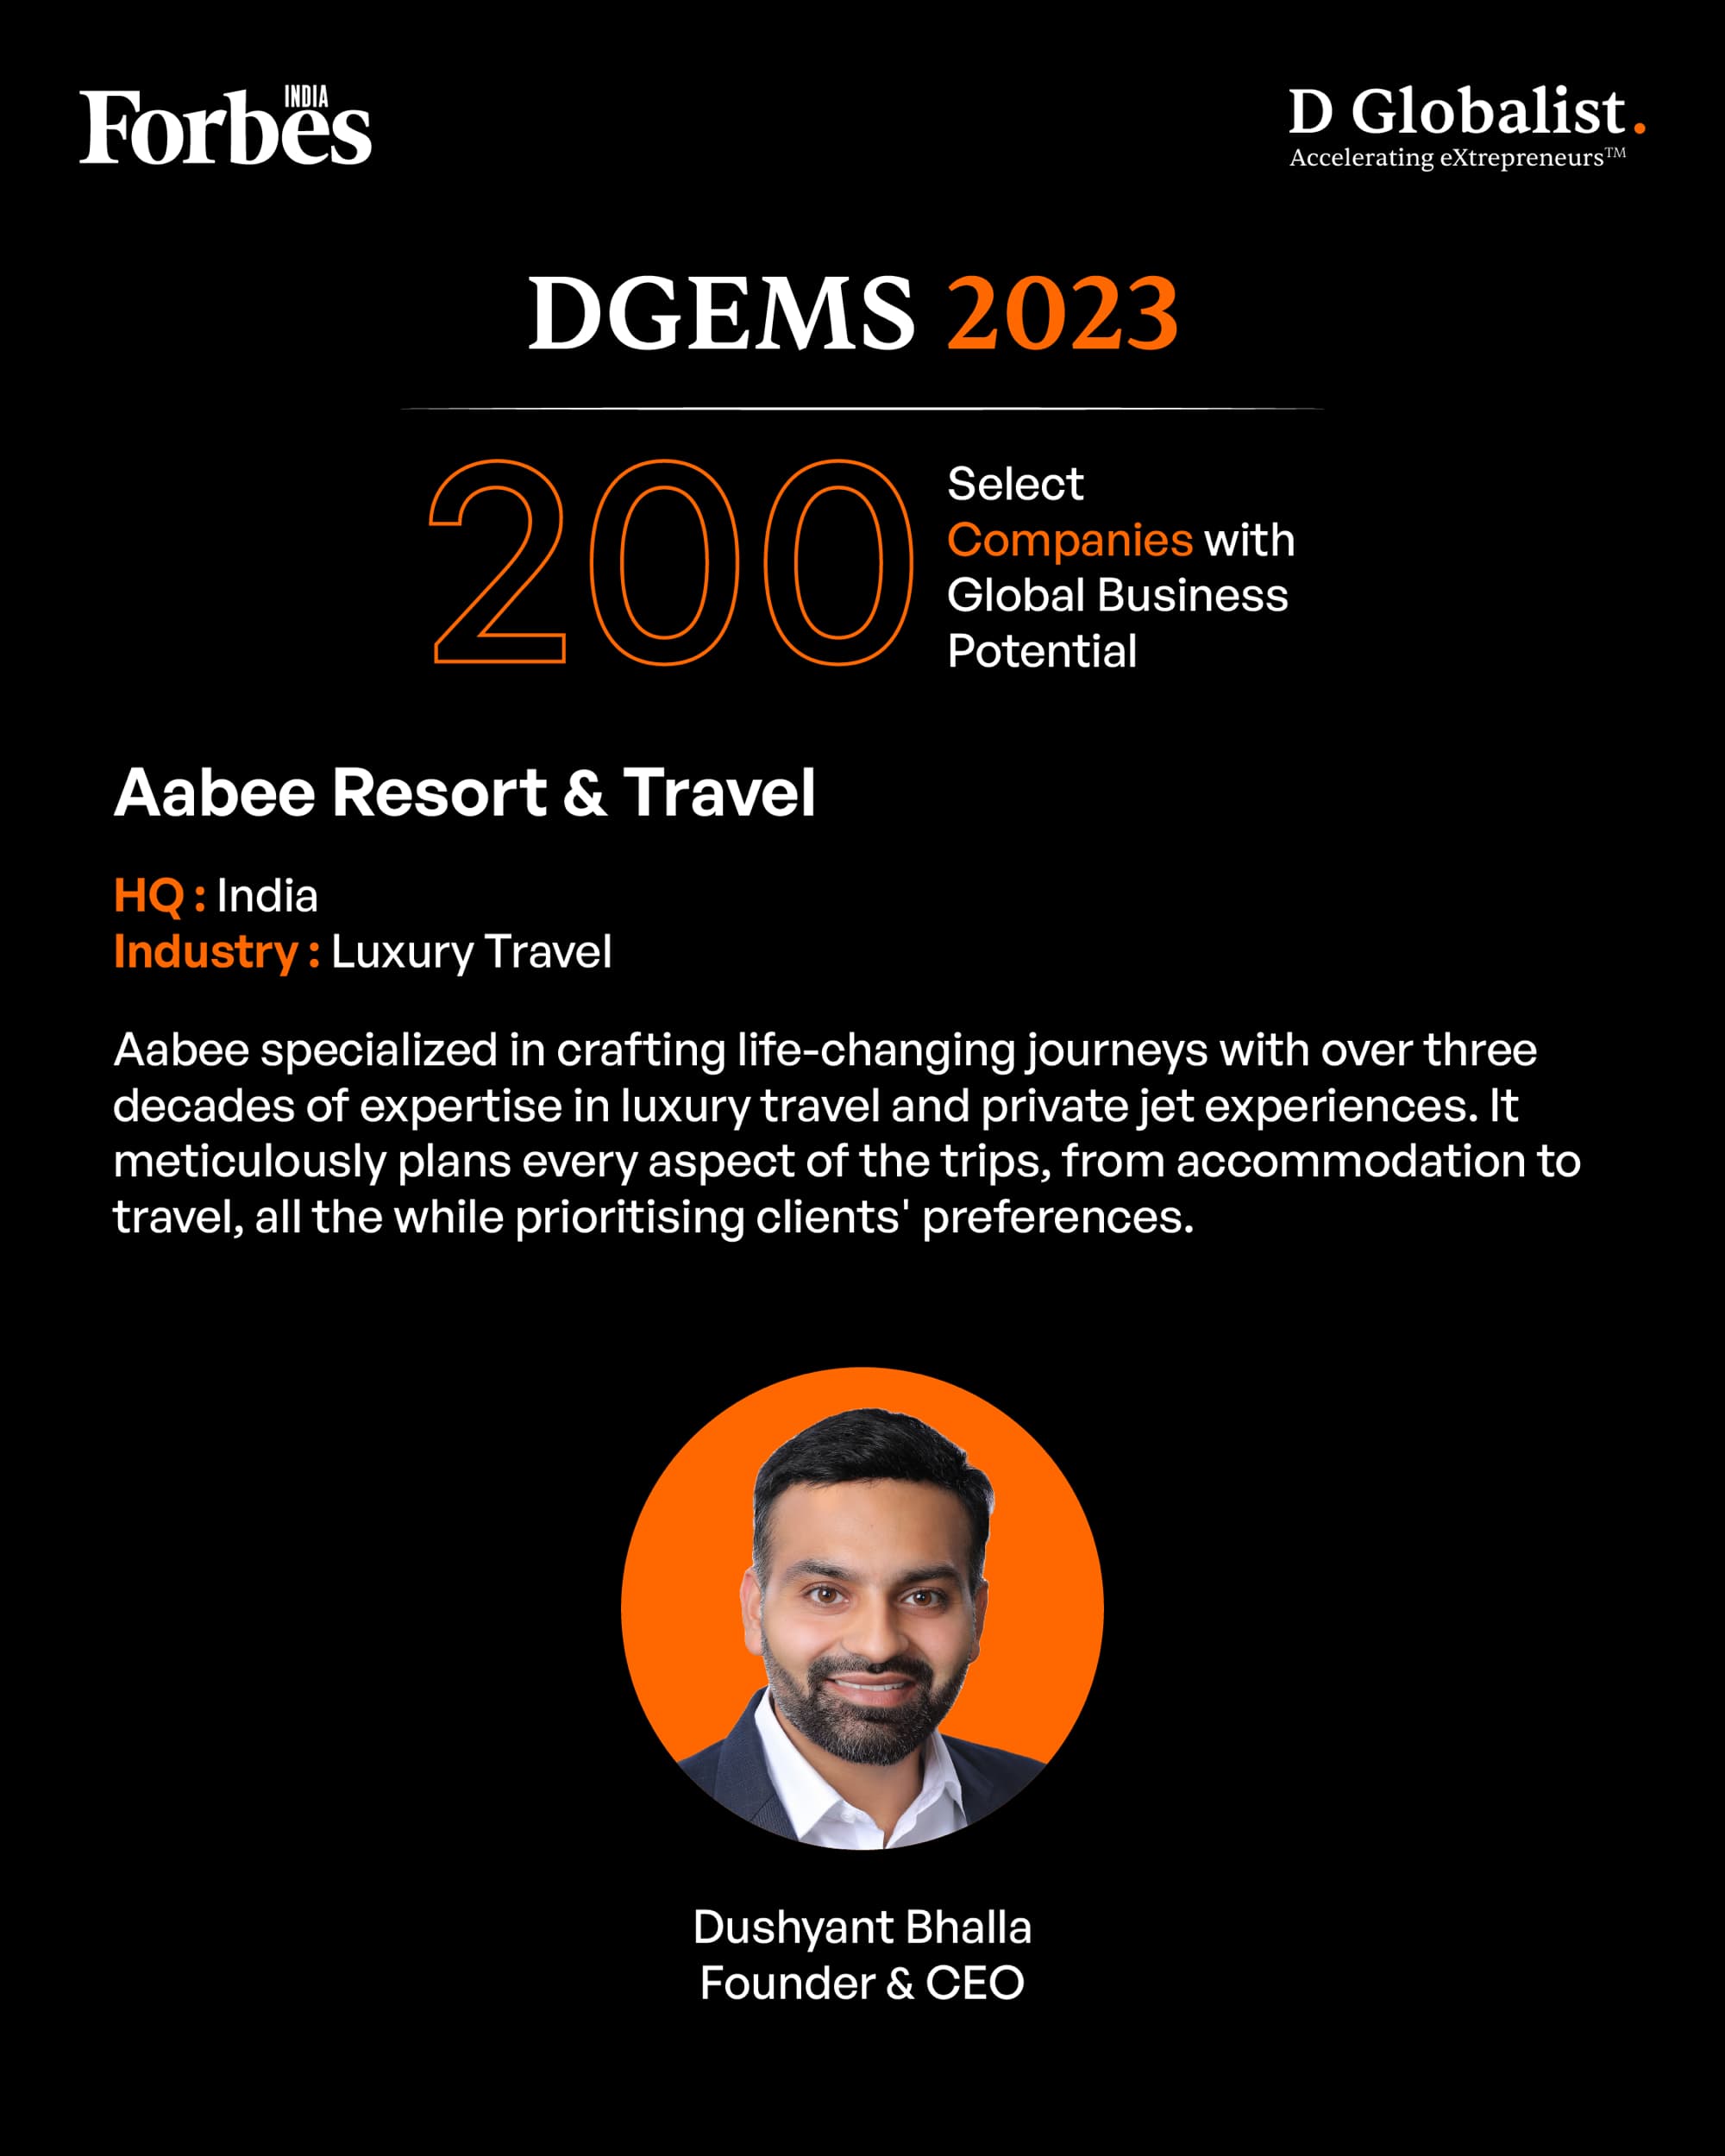 Forbes INDIA
D Globalist.
Accelerating eXtrepreneurs™
DGEMS 2023
200
Select
Companies with
Global Business
Potential
Aabee Resort & Travel
HQ : India
Industry : Luxury Travel
Aabee specialized in crafting life-changing journeys with over three
decades of expertise in luxury travel and private jet experiences. It
meticulously plans every aspect of the trips, from accommodation to
travel, all the while prioritising clients' preferences.
Dushyant Bhalla
Founder & CEO